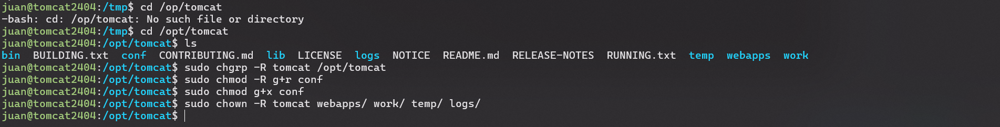 juan@tomcat2404:/tmp$ cd /op/tomcat
-bash: cd: /op/tomcat: No such file or directory
juan@tomcat2404:/tmp$ cd /opt/tomcat
juan@tomcat2404:/opt/tomcat$ ls
bin  BUILDING.txt  conf  CONTRIBUTING.md  lib  LICENSE  logs  NOTICE  README.md  RELEASE-NOTES  RUNNING.txt  temp  webapps  work
juan@tomcat2404:/opt/tomcat$ sudo chgrp -R tomcat /opt/tomcat
juan@tomcat2404:/opt/tomcat$ sudo chmod -R g+r conf
juan@tomcat2404:/opt/tomcat$ sudo chmod g+x conf
juan@tomcat2404:/opt/tomcat$ sudo chown -R tomcat webapps/ work/ temp/ logs/
juan@tomcat2404:/opt/tomcat$